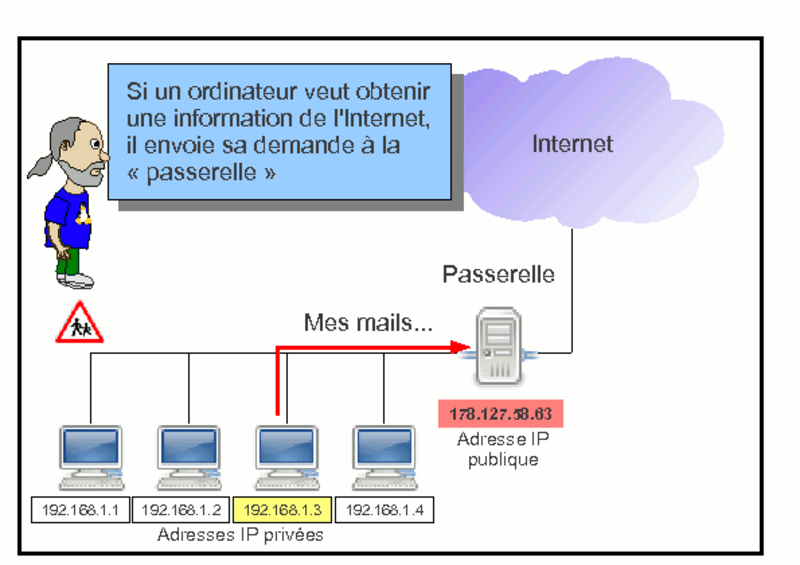 Si un ordinateur veut obtenir
une information de l'Internet,
il envoie sa demande à la
« passerelle »
Internet
Passerelle
Mes mails...
178.127.58.63
Adresse IP
publique
192.168.1.1 192.168.1.2 192.168.1.3 192.168.1.4
Adresses IP privées